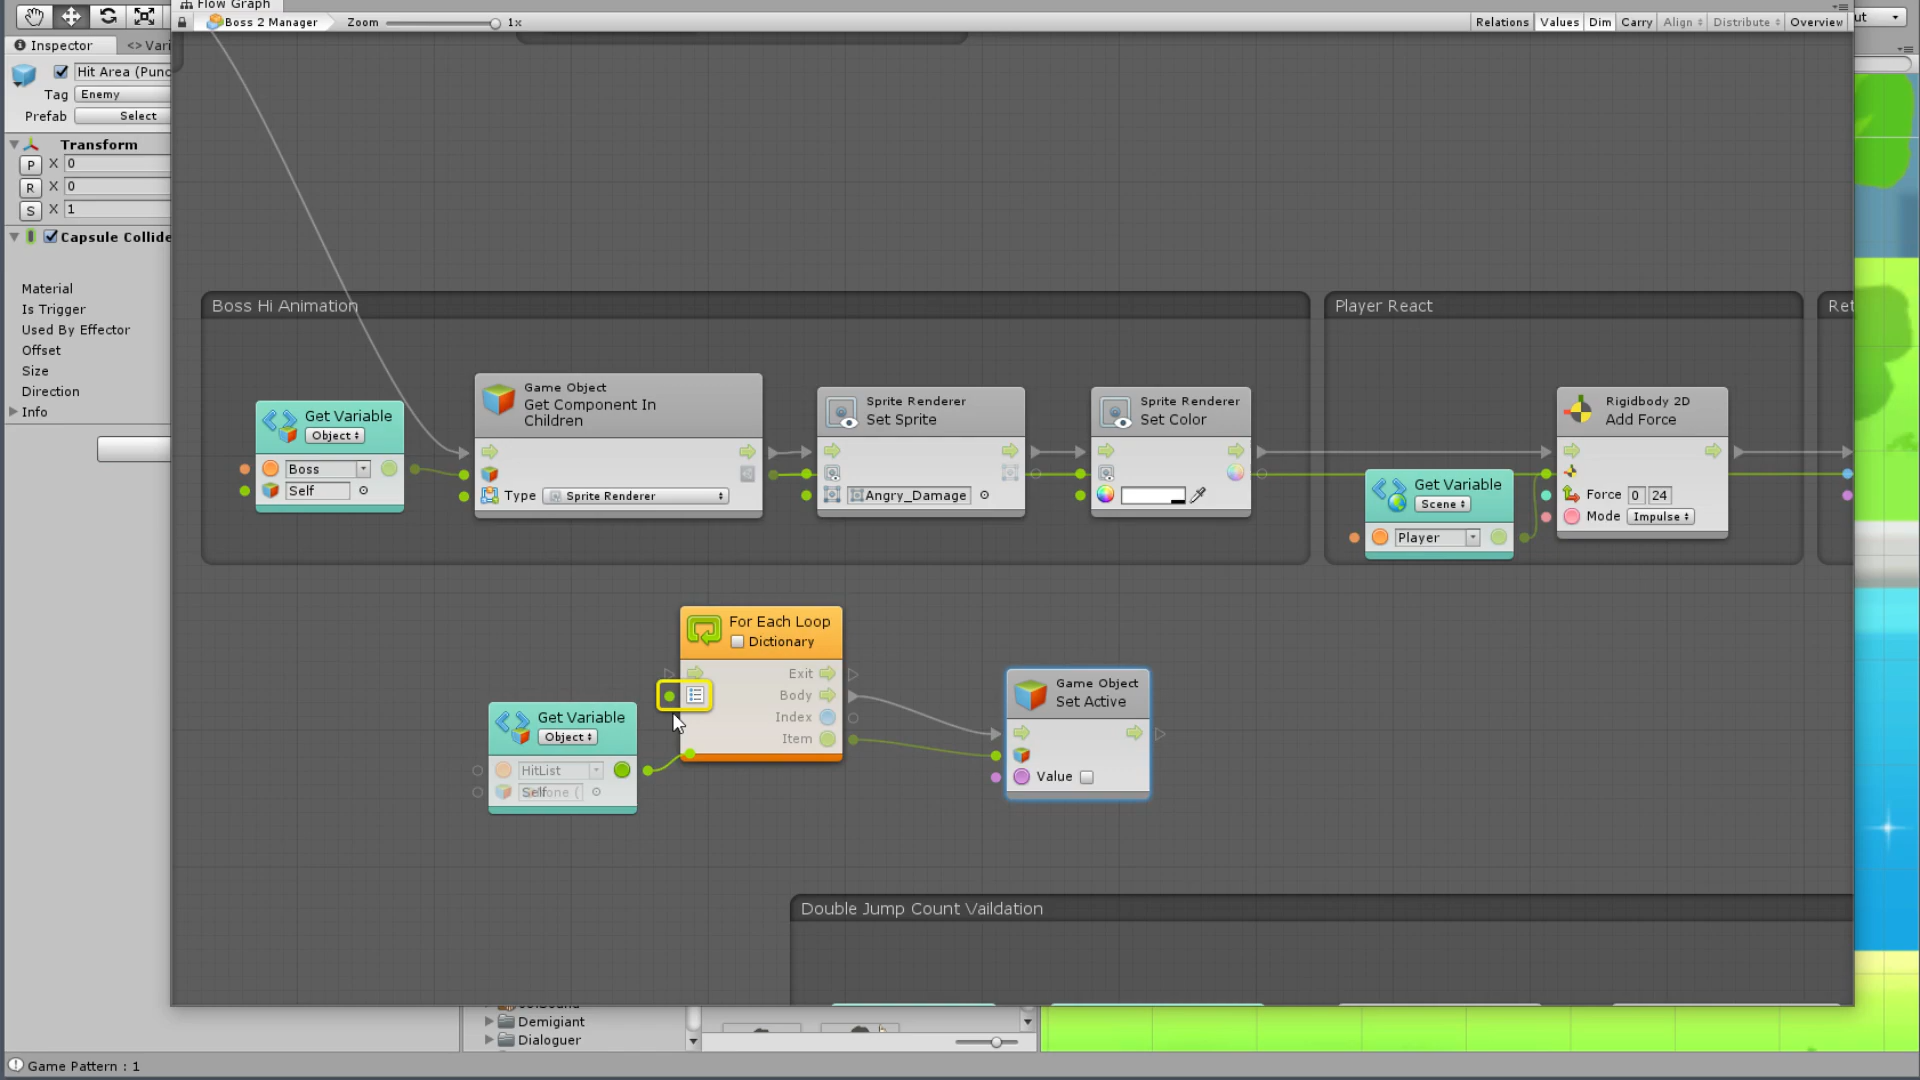 Flow Graph
Boss 2 Manager
Zoom
1x
Relations
Values
Dim
Carry
Align
Distribute
Overview
ut
Inspector
<> Vari
Hit Area (Punc
Tag
Enemy
Prefab
Select
Transform
P X 0
R X 0
S X 1
Capsule Collide
Material
Is Trigger
Used By Effector
Offset
Size
Direction
Info
Boss Hi Animation
Player React
Ret
Get Variable
Object
Boss
Self
Game Object
Get Component In
Children
Type
Sprite Renderer
Sprite Renderer
Set Sprite
Angry_Damage
Sprite Renderer
Set Color
Get Variable
Scene
Player
Rigidbody 2D
Add Force
Force 0 24
Mode Impulse
For Each Loop
Dictionary
Exit
Body
Index
Item
Get Variable
Object
HitList
Self
Game Object
Set Active
Value
Double Jump Count Vaildation
Demigiant
Dialoguer
Game Pattern : 1